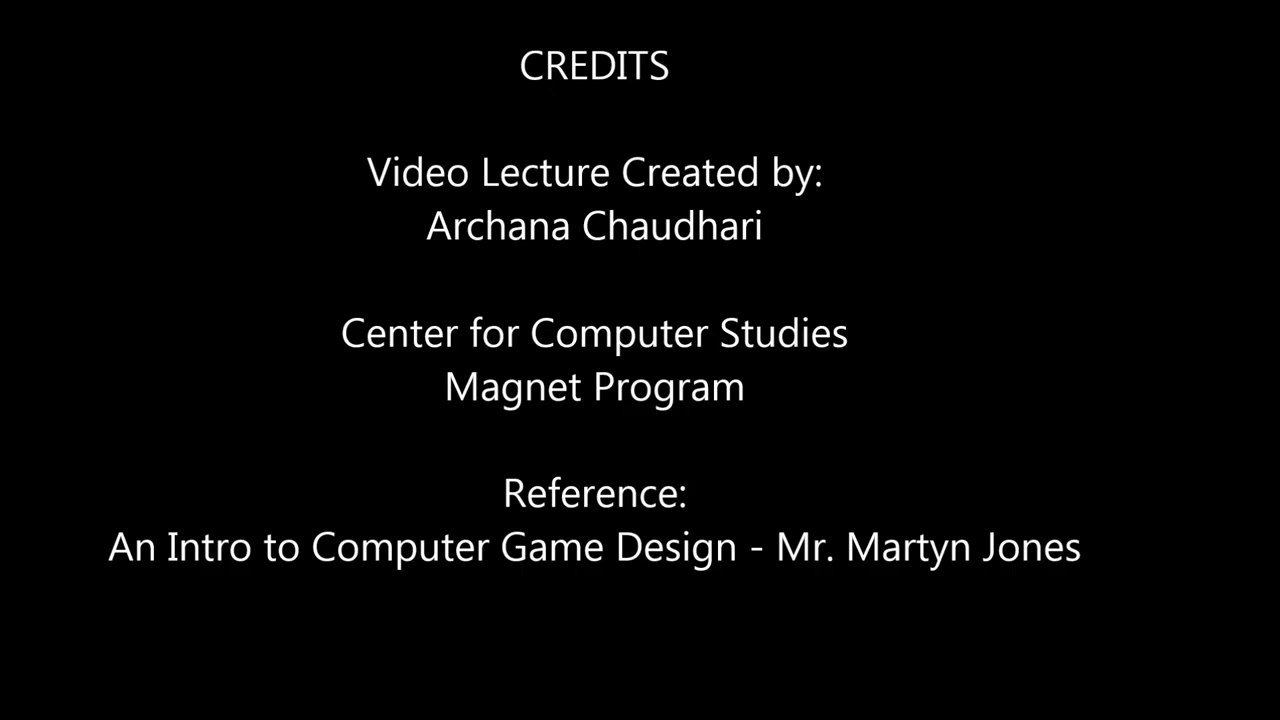 CREDITS
Video Lecture Created by:
Archana Chaudhari
Center for Computer Studies
Magnet Program
Reference:
An Intro to Computer Game Design - Mr. Martyn Jones